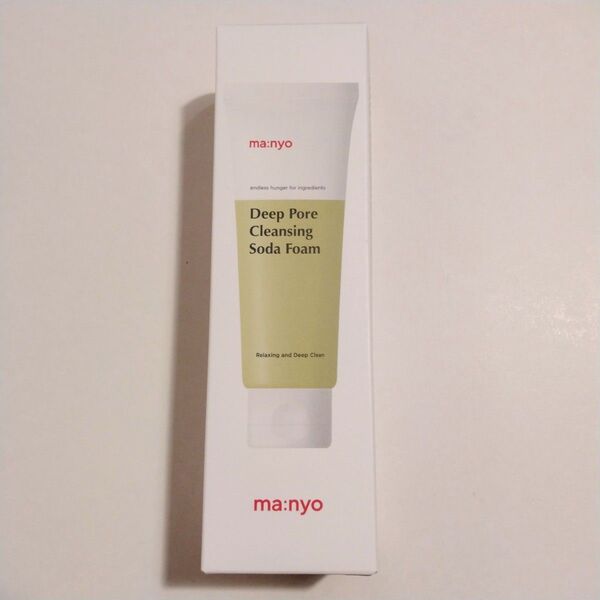 ma:nyo
endless hunger for ingredients
Deep Pore
Cleansing
Soda Foam
Relaxing and Deep Clean
ma:nyo